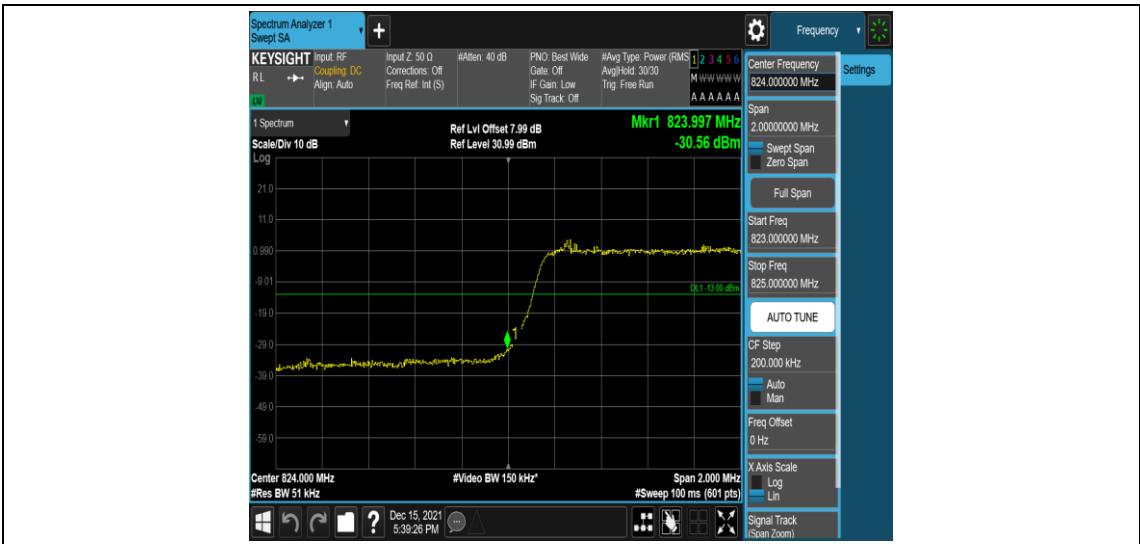 Spectrum Analyzer 1
Swept SA
+
Frequency
KEYSIGHT
RL
LXI
Input: RF
Coupling: DC
Align: Auto
Input Z: 50 Ω
Corrections: Off
Freq Ref: Int (S)
#Atten: 40 dB
PNO: Best Wide
Gate: Off
IF Gain: Low
Sig Track: Off
#Avg Type: Power (RMS
Avg|Hold: 30/30
Trig: Free Run
1 2 3 4 5 6
M W W W W W
A A A A A A
1 Spectrum
Scale/Div 10 dB
Log
Ref Lvl Offset 7.99 dB
Ref Level 30.99 dBm
Mkr1 823.997 MHz
-30.56 dBm
21.0
11.0
0.990
-9.01
DL1 -13.00 dBm
-19.0
1
-29.0
-39.0
-49.0
-59.0
Center 824.000 MHz
#Res BW 51 kHz
#Video BW 150 kHz*
Span 2.000 MHz
#Sweep 100 ms (601 pts)
Center Frequency
824.000000 MHz
Settings
Span
2.00000000 MHz
Swept Span
Zero Span
Full Span
Start Freq
823.000000 MHz
Stop Freq
825.000000 MHz
AUTO TUNE
CF Step
200.000 kHz
Auto
Man
Freq Offset
0 Hz
X Axis Scale
Log
Lin
Signal Track
(Span Zoom)
?
Dec 15, 2021
5:39:26 PM